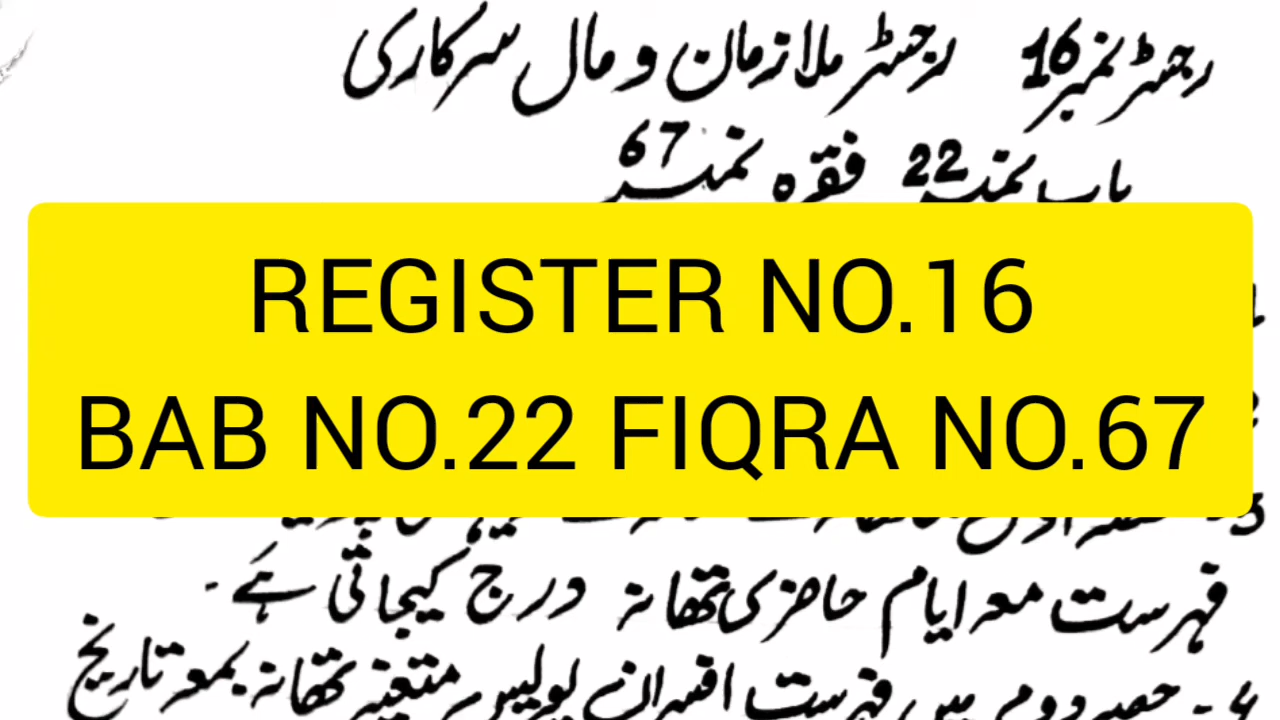 رجسٹر نمبر 16 رجسٹر ملازمان و مال سرکاری
باب نمبر 22 فقرہ نمبر 67
REGISTER NO.16
BAB NO.22 FIQRA NO.67
3
فہرست معہ ایام حاضری تھانہ درج کیجاتی ہے۔
4 - حصہ دوم میں فہرست افسران پولیس متعینہ تھانہ بمعہ تاریخ